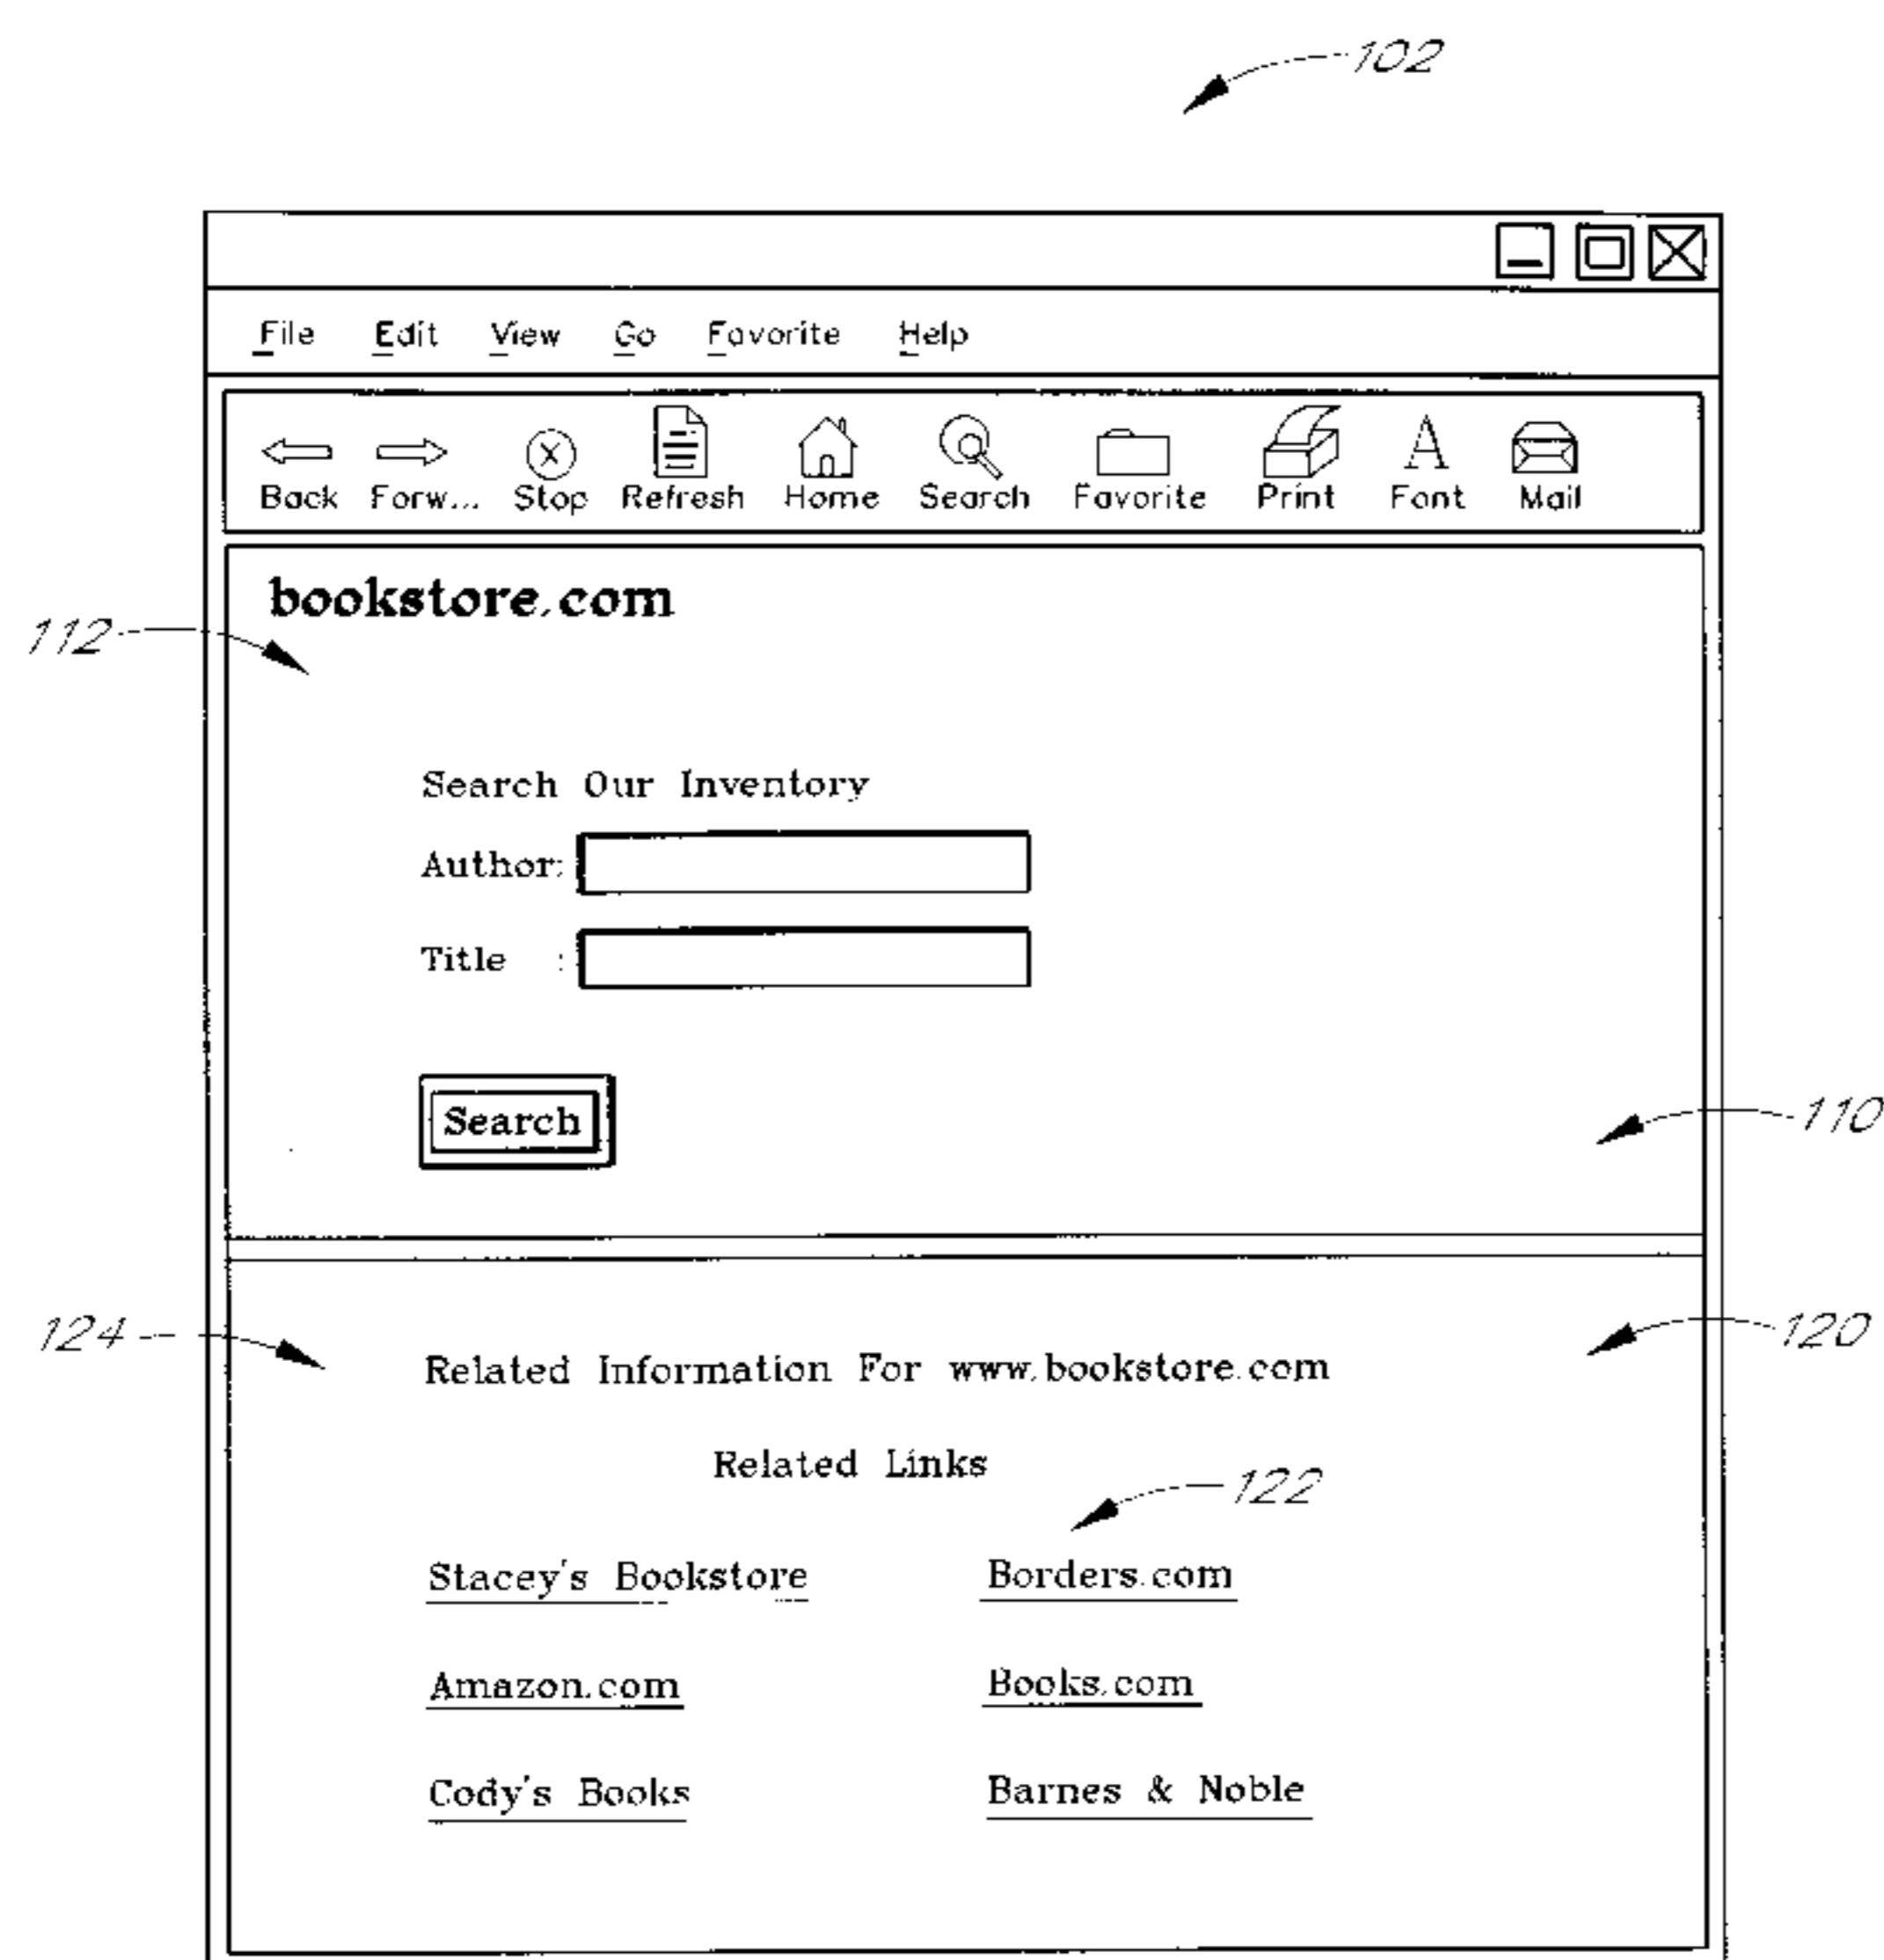 102
File Edit View Go Favorite Help
Back Forw... Stop Refresh Home Search Favorite Print Font Mail
bookstore.com
112
Search Our Inventory
Author:
Title :
Search
110
124
120
Related Information For www.bookstore.com
Related Links
122
Stacey's Bookstore Borders.com
Amazon.com Books.com
Cody's Books Barnes & Noble